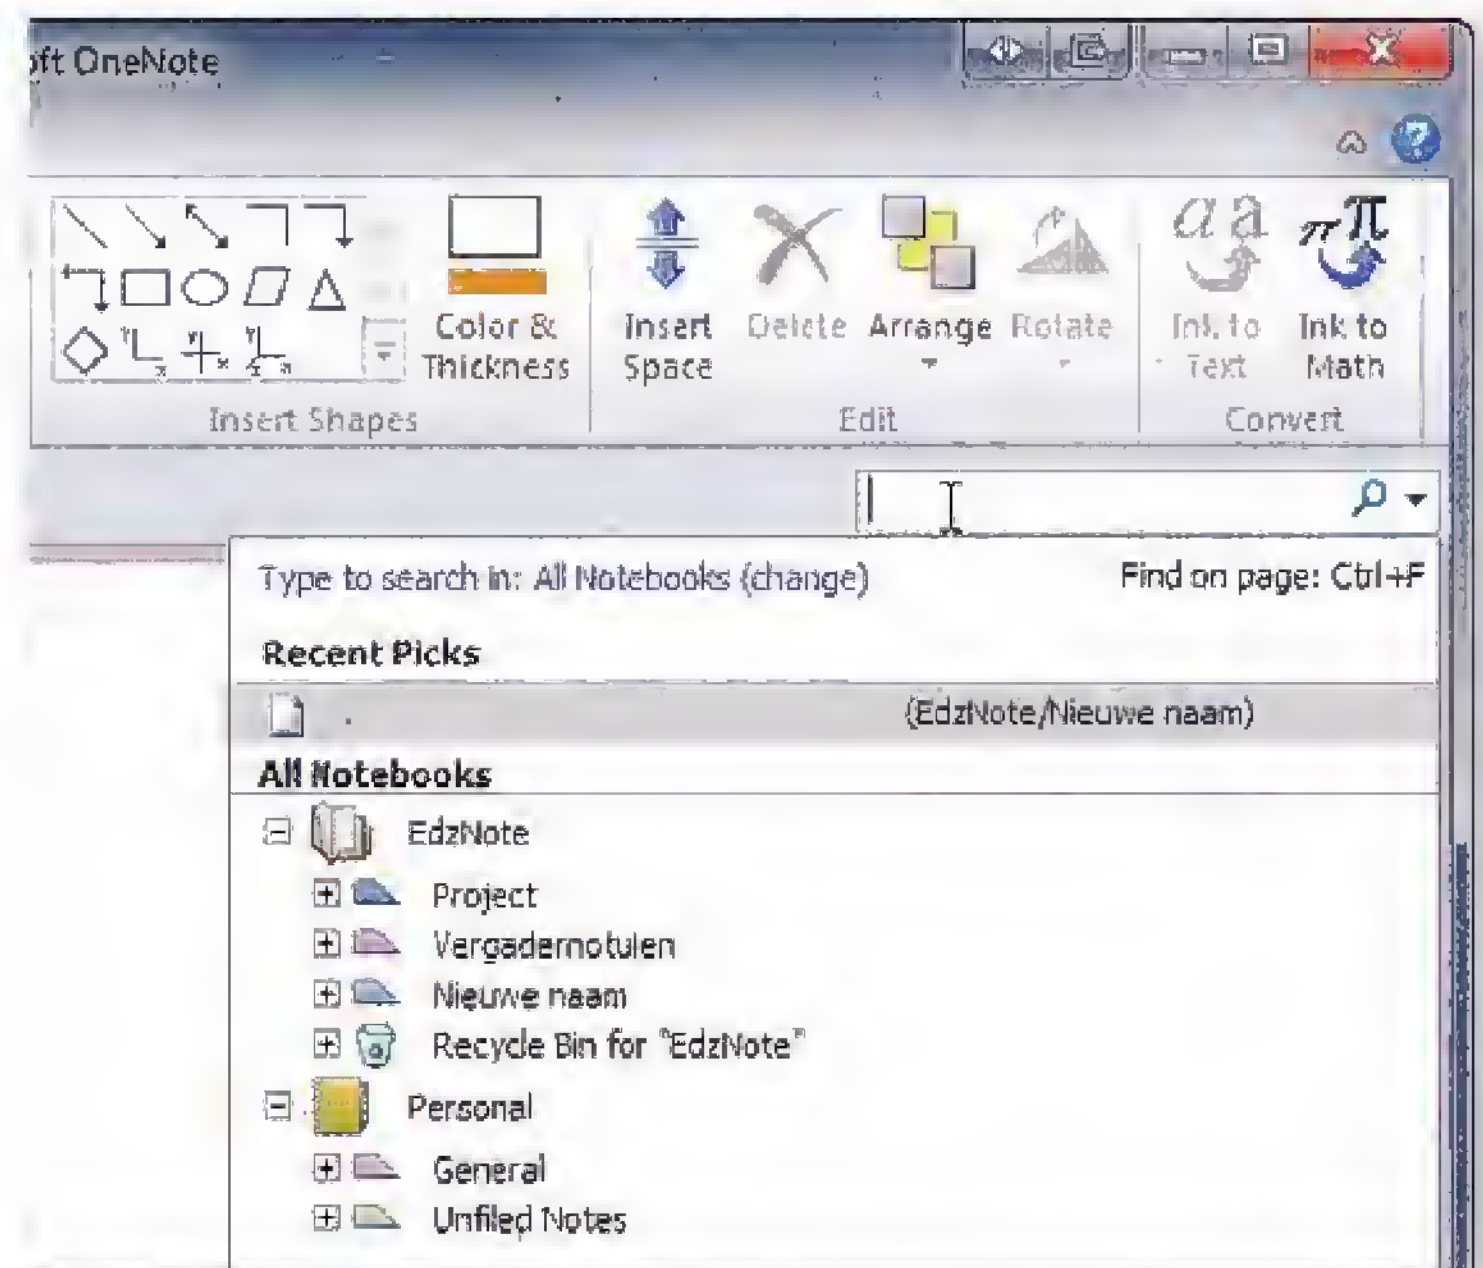 oft OneNote
Color &
Thickness
Insert
Space
Delete
Arrange
Rotate
Ink to
Text
Ink to
Math
Insert Shapes
Edit
Convert
Type to search in: All Notebooks (change)
Find on page: Ctrl+F
Recent Picks
(EdzNote/Nieuwe naam)
All Notebooks
EdzNote
Project
Vergadernotulen
Nieuwe naam
Recycle Bin for "EdzNote"
Personal
General
Unfiled Notes